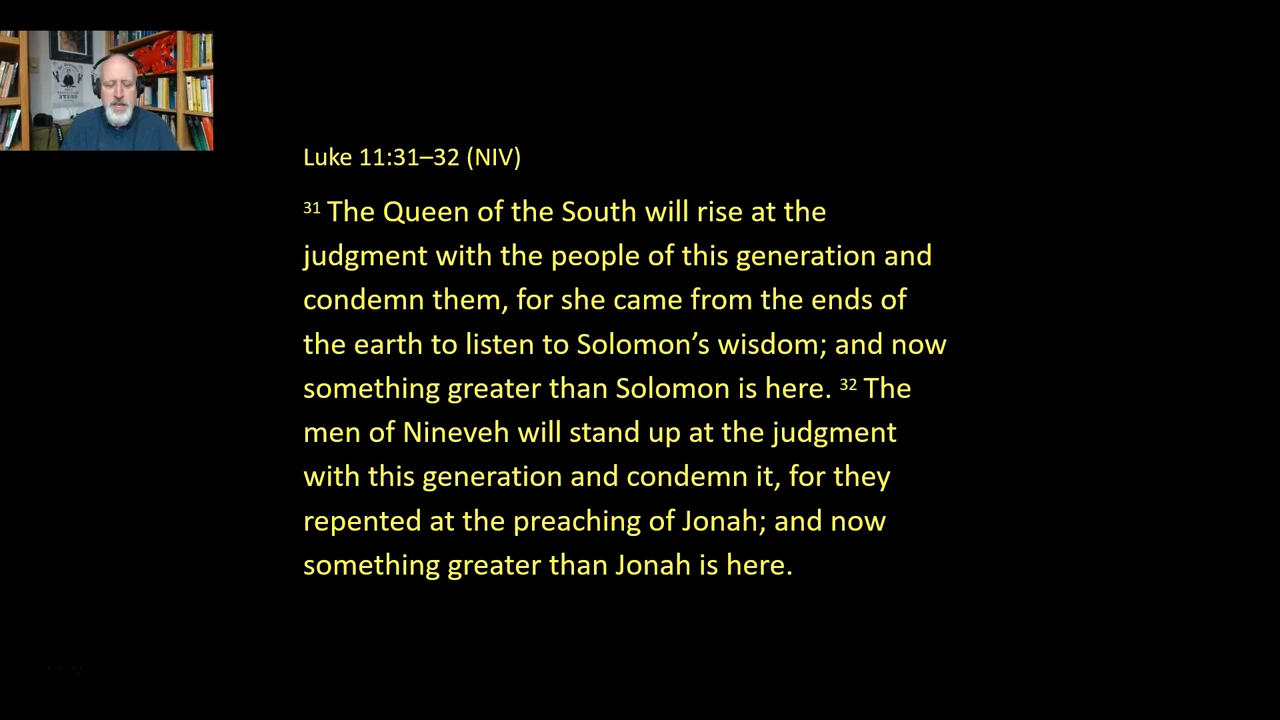 Luke 11:31–32 (NIV)
31 The Queen of the South will rise at the
judgment with the people of this generation and
condemn them, for she came from the ends of
the earth to listen to Solomon’s wisdom; and now
something greater than Solomon is here. 32 The
men of Nineveh will stand up at the judgment
with this generation and condemn it, for they
repented at the preaching of Jonah; and now
something greater than Jonah is here.